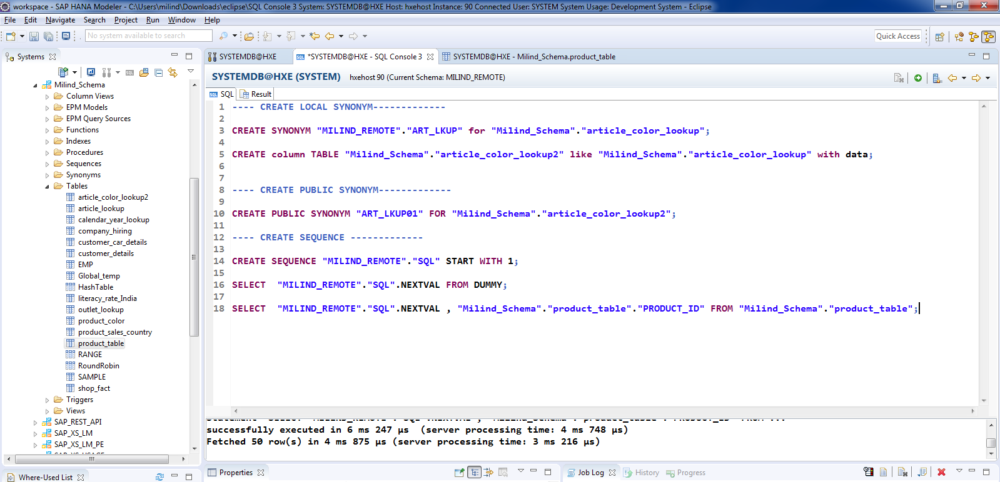 workspace - SAP HANA Modeler - C:\Users\milind\Downloads\eclipse\SQL Console 3 System: SYSTEMDB@HXE Host: hxehost Instance: 90 Connected User: SYSTEM System Usage: Development System - Eclipse
File Edit Navigate Search Project Run Window Help
No system available to search
Quick Access
Systems
Milind_Schema
Column Views
EPM Models
EPM Query Sources
Functions
Indexes
Procedures
Sequences
Synonyms
Tables
article_color_lookup2
article_lookup
calendar_year_lookup
company_hiring
customer_car_details
customer_details
EMP
Global_temp
HashTable
literacy_rate_India
outlet_lookup
product_color
product_sales_country
product_table
RANGE
RoundRobin
SAMPLE
shop_fact
Triggers
Views
SAP_REST_API
SAP_XS_LM
SAP_XS_LM_PE
SAP_XS_USAGE
Where-Used List
SYSTEMDB@HXE
*SYSTEMDB@HXE - SQL Console 3
SYSTEMDB@HXE - Milind_Schema.product_table
SYSTEMDB@HXE (SYSTEM) hxehost 90 (Current Schema: MILIND_REMOTE)
SQL Result
1 ---- CREATE LOCAL SYNONYM-------------
2
3 CREATE SYNONYM "MILIND_REMOTE"."ART_LKUP" for "Milind_Schema"."article_color_lookup";
4
5 CREATE column TABLE "Milind_Schema"."article_color_lookup2" like "Milind_Schema"."article_color_lookup" with data;
6
7
8 ---- CREATE PUBLIC SYNONYM-------------
9
10 CREATE PUBLIC SYNONYM "ART_LKUP01" FOR "Milind_Schema"."article_color_lookup2";
11
12 ---- CREATE SEQUENCE -------------
13
14 CREATE SEQUENCE "MILIND_REMOTE"."SQL" START WITH 1;
15
16 SELECT "MILIND_REMOTE"."SQL".NEXTVAL FROM DUMMY;
17
18 SELECT "MILIND_REMOTE"."SQL".NEXTVAL , "Milind_Schema"."product_table"."PRODUCT_ID" FROM "Milind_Schema"."product_table";
Statement 'SELECT "MILIND_REMOTE"."SQL".NEXTVAL , "Milind_Schema"."product_table"."PRODUCT_ID" FROM ...
successfully executed in 6 ms 247 µs (server processing time: 4 ms 748 µs)
Fetched 50 row(s) in 4 ms 875 µs (server processing time: 3 ms 216 µs)
Properties
Job Log
History
Progress